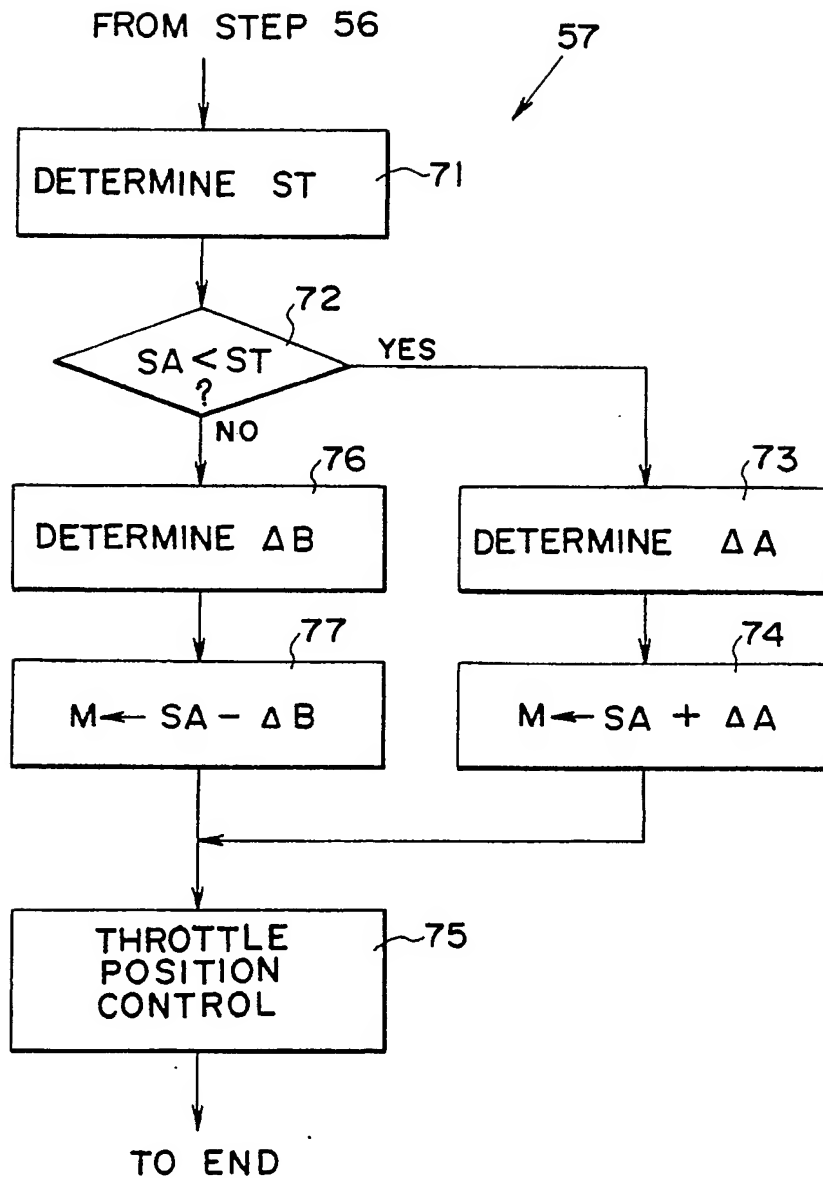 FROM STEP 56
57
DETERMINE ST
71
72
SA < ST
?
YES
NO
76
DETERMINE ΔB
73
DETERMINE ΔA
77
M ← SA - ΔB
74
M ← SA + ΔA
THROTTLE
POSITION
CONTROL
75
TO END